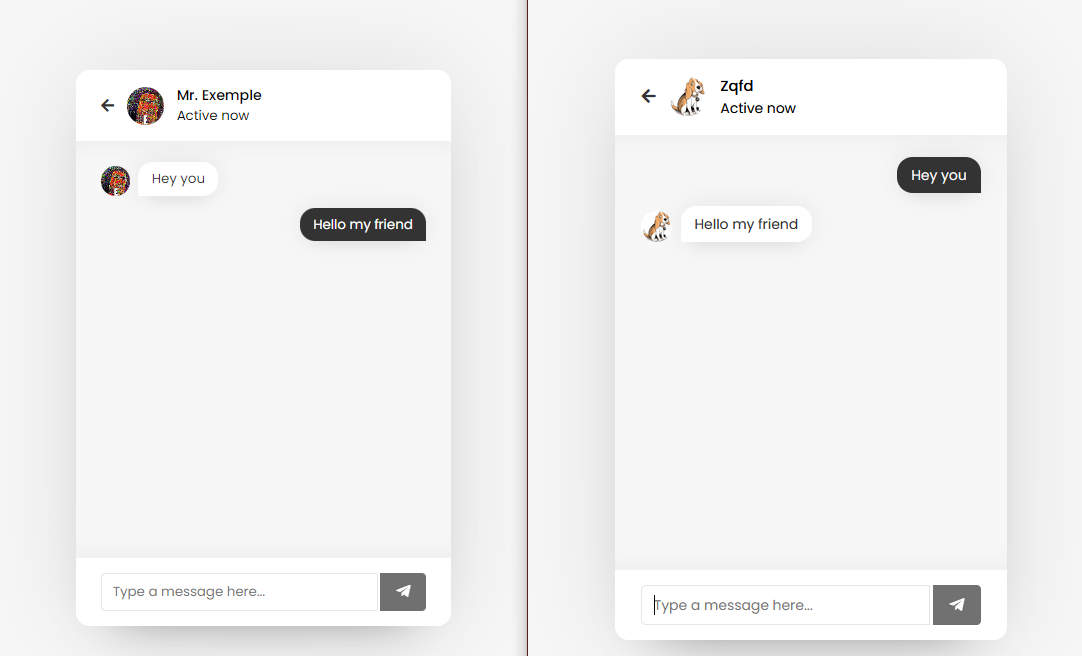 Mr. Exemple
Active now
Hey you
Hello my friend
Type a message here...
Zqfd
Active now
Hey you
Hello my friend
Type a message here...